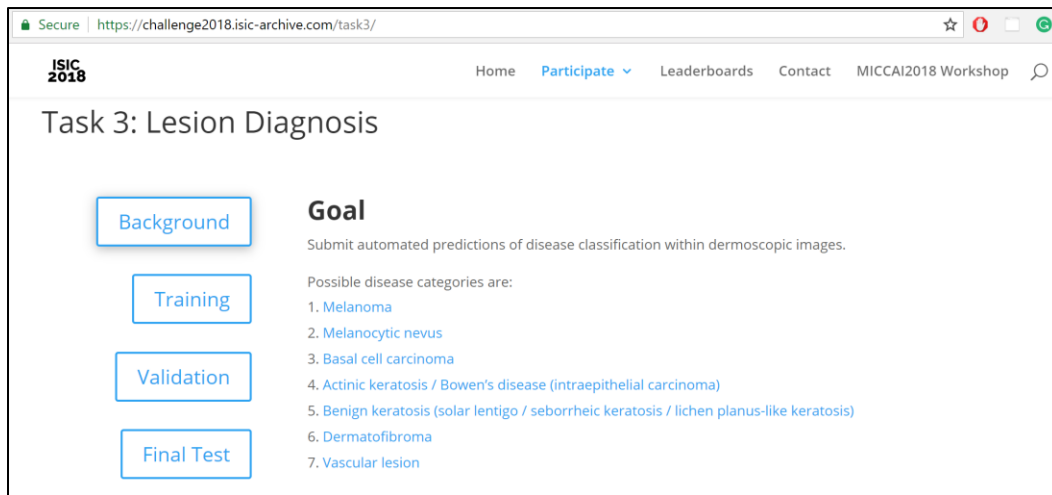 Secure https://challenge2018.isic-archive.com/task3/
ISIC
2018
Home Participate Leaderboards Contact MICCAI2018 Workshop
Task 3: Lesion Diagnosis
Background
Training
Validation
Final Test
Goal
Submit automated predictions of disease classification within dermoscopic images.
Possible disease categories are:
1. Melanoma
2. Melanocytic nevus
3. Basal cell carcinoma
4. Actinic keratosis / Bowen’s disease (intraepithelial carcinoma)
5. Benign keratosis (solar lentigo / seborrheic keratosis / lichen planus-like keratosis)
6. Dermatofibroma
7. Vascular lesion